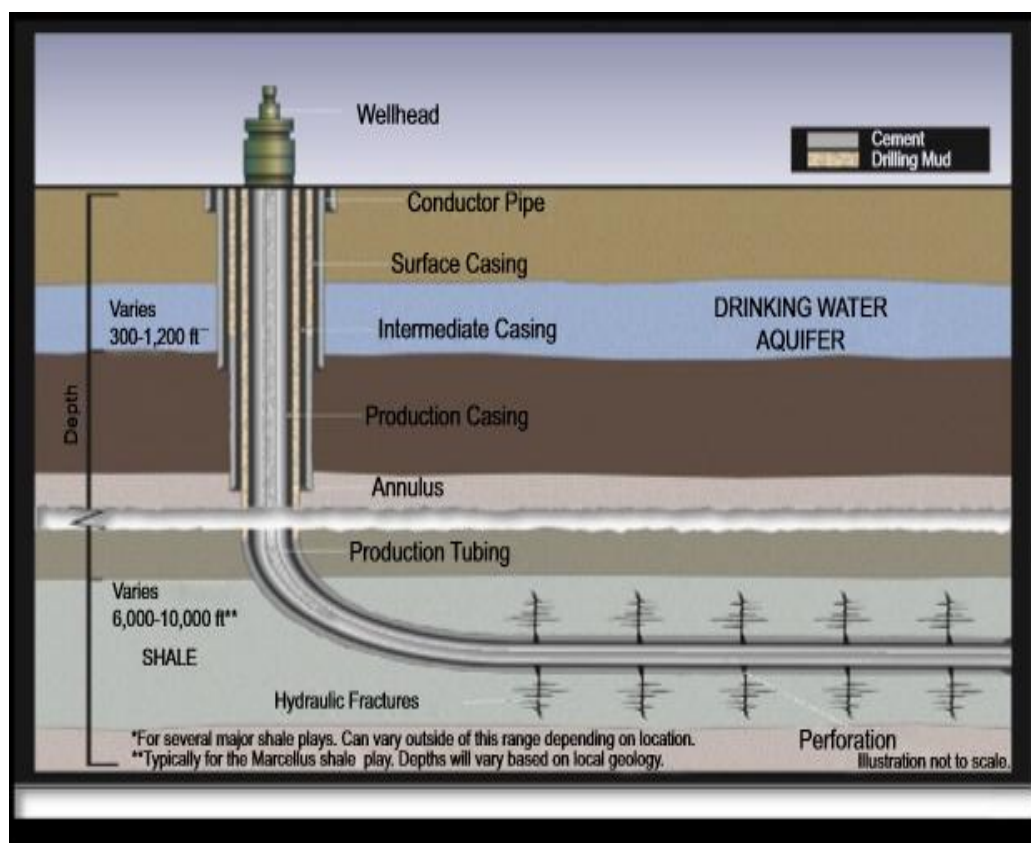 Wellhead
Cement
Drilling Mud
Conductor Pipe
Surface Casing
Varies
300-1,200 ft
Intermediate Casing
DRINKING WATER
AQUIFER
Depth
Production Casing
Annulus
Production Tubing
Varies
6,000-10,000 ft**
SHALE
Hydraulic Fractures
*For several major shale plays. Can vary outside of this range depending on location.
**Typically for the Marcellus shale play. Depths will vary based on local geology.
Perforation
Illustration not to scale.